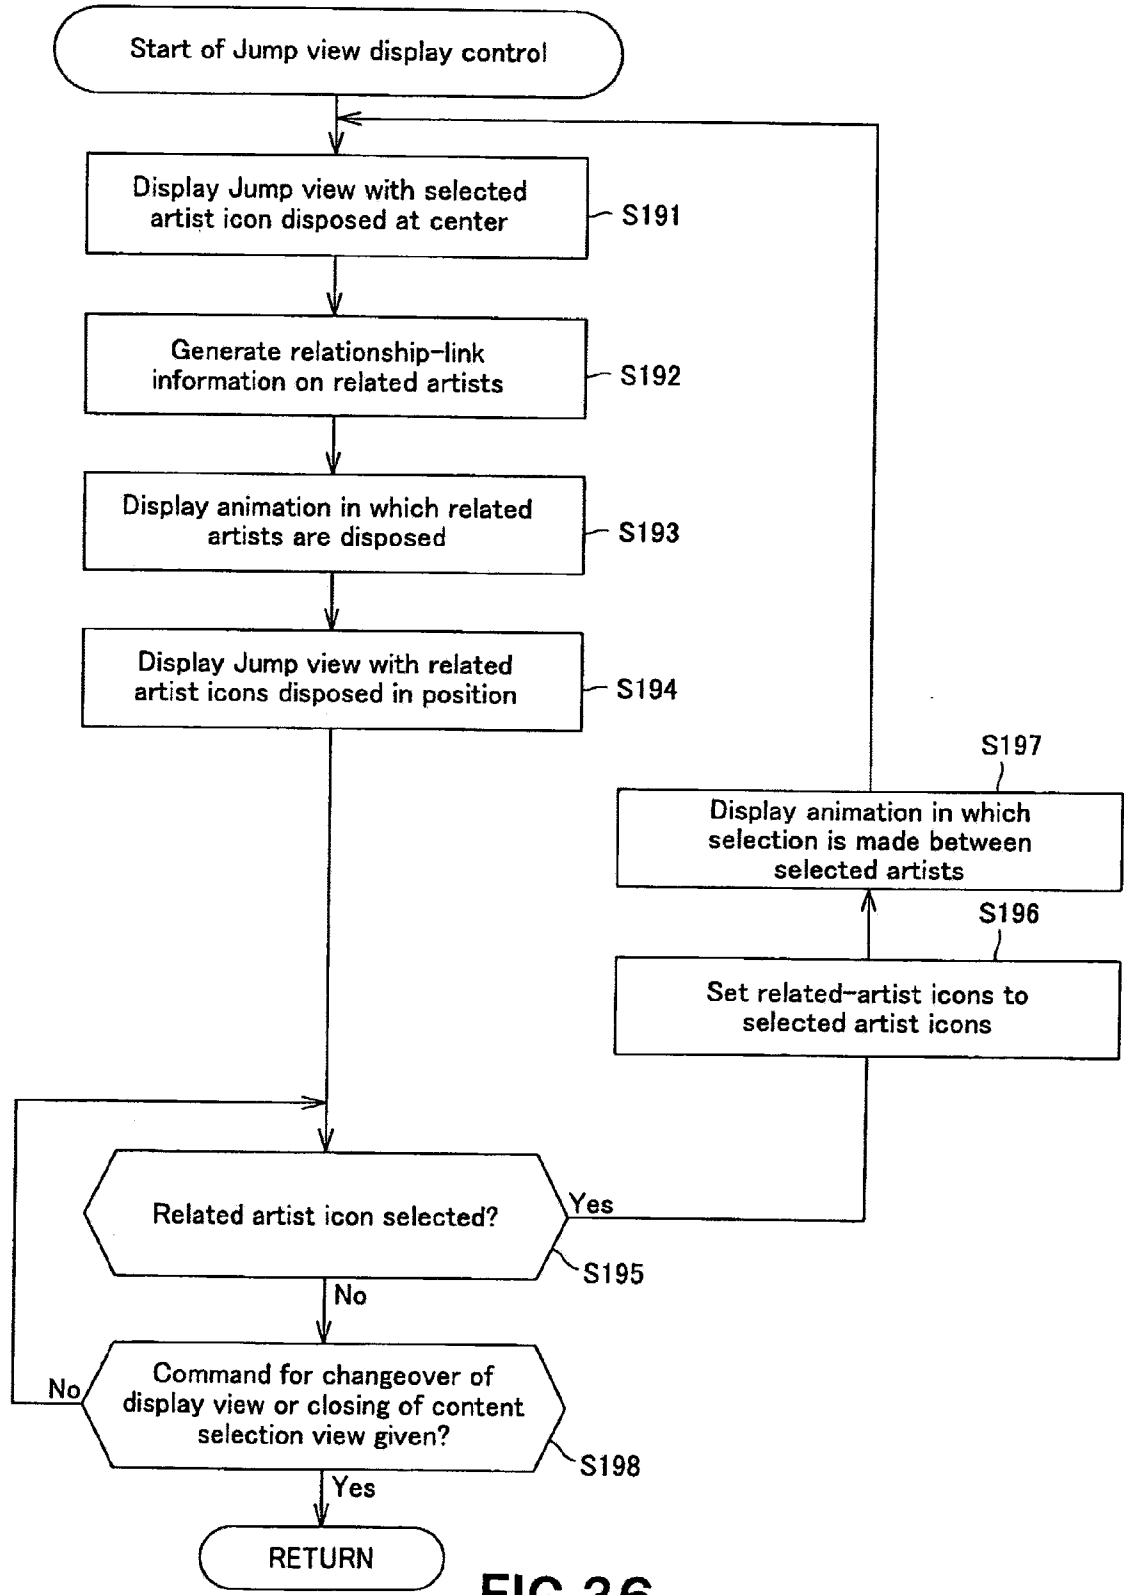 Start of Jump view display control
Display Jump view with selected
artist icon disposed at center
S191
Generate relationship-link
information on related artists
S192
Display animation in which related
artists are disposed
S193
Display Jump view with related
artist icons disposed in position
S194
S197
Display animation in which
selection is made between
selected artists
S196
Set related-artist icons to
selected artist icons
Related artist icon selected?
Yes
S195
No
Command for changeover of
display view or closing of content
selection view given?
No
S198
Yes
RETURN
FIG.36